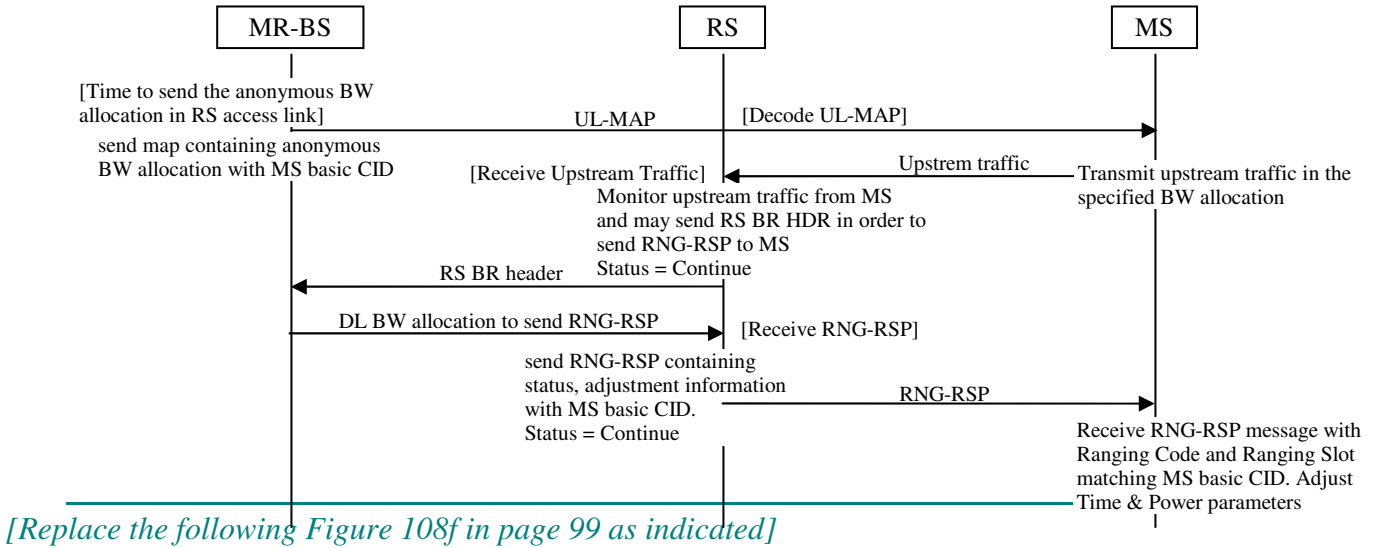 MR-BS
RS
MS
[Time to send the anonymous BW
allocation in RS access link]
UL-MAP
[Decode UL-MAP]
send map containing anonymous
BW allocation with MS basic CID
[Receive Upstream Traffic]
Upstrem traffic
Transmit upstream traffic in the
specified BW allocation
Monitor upstream traffic from MS
and may send RS BR HDR in order to
send RNG-RSP to MS
Status = Continue
RS BR header
DL BW allocation to send RNG-RSP
[Receive RNG-RSP]
send RNG-RSP containing
status, adjustment information
with MS basic CID.
Status = Continue
RNG-RSP
Receive RNG-RSP message with
Ranging Code and Ranging Slot
matching MS basic CID. Adjust
Time & Power parameters
[Replace the following Figure 108f in page 99 as indicated]